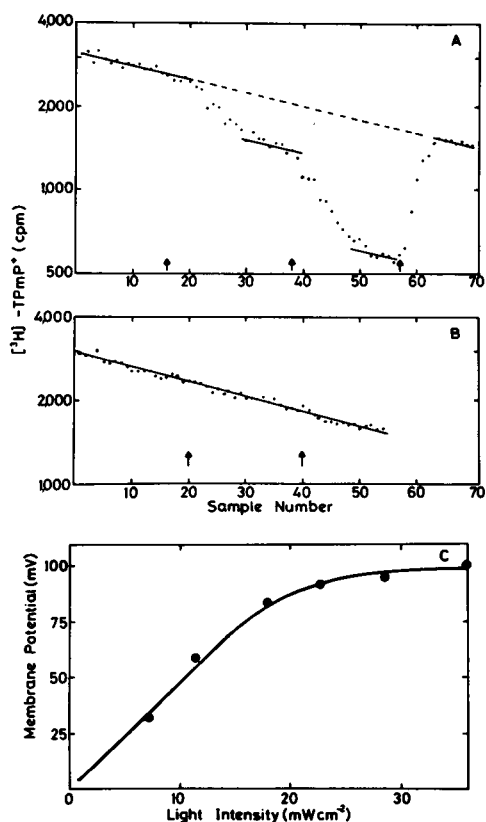 4,000
A
2,000
1,000
500
0 10 20 30 40 50 60 70
[³H] -TPmP⁺ (cpm)
4,000
B
2,000
1,000
10 20 30 40 50 60 70
Sample Number
C
100
75
50
25
0 10 20 30
Membrane Potential (mV)
Light Intensity (mWcm⁻²)